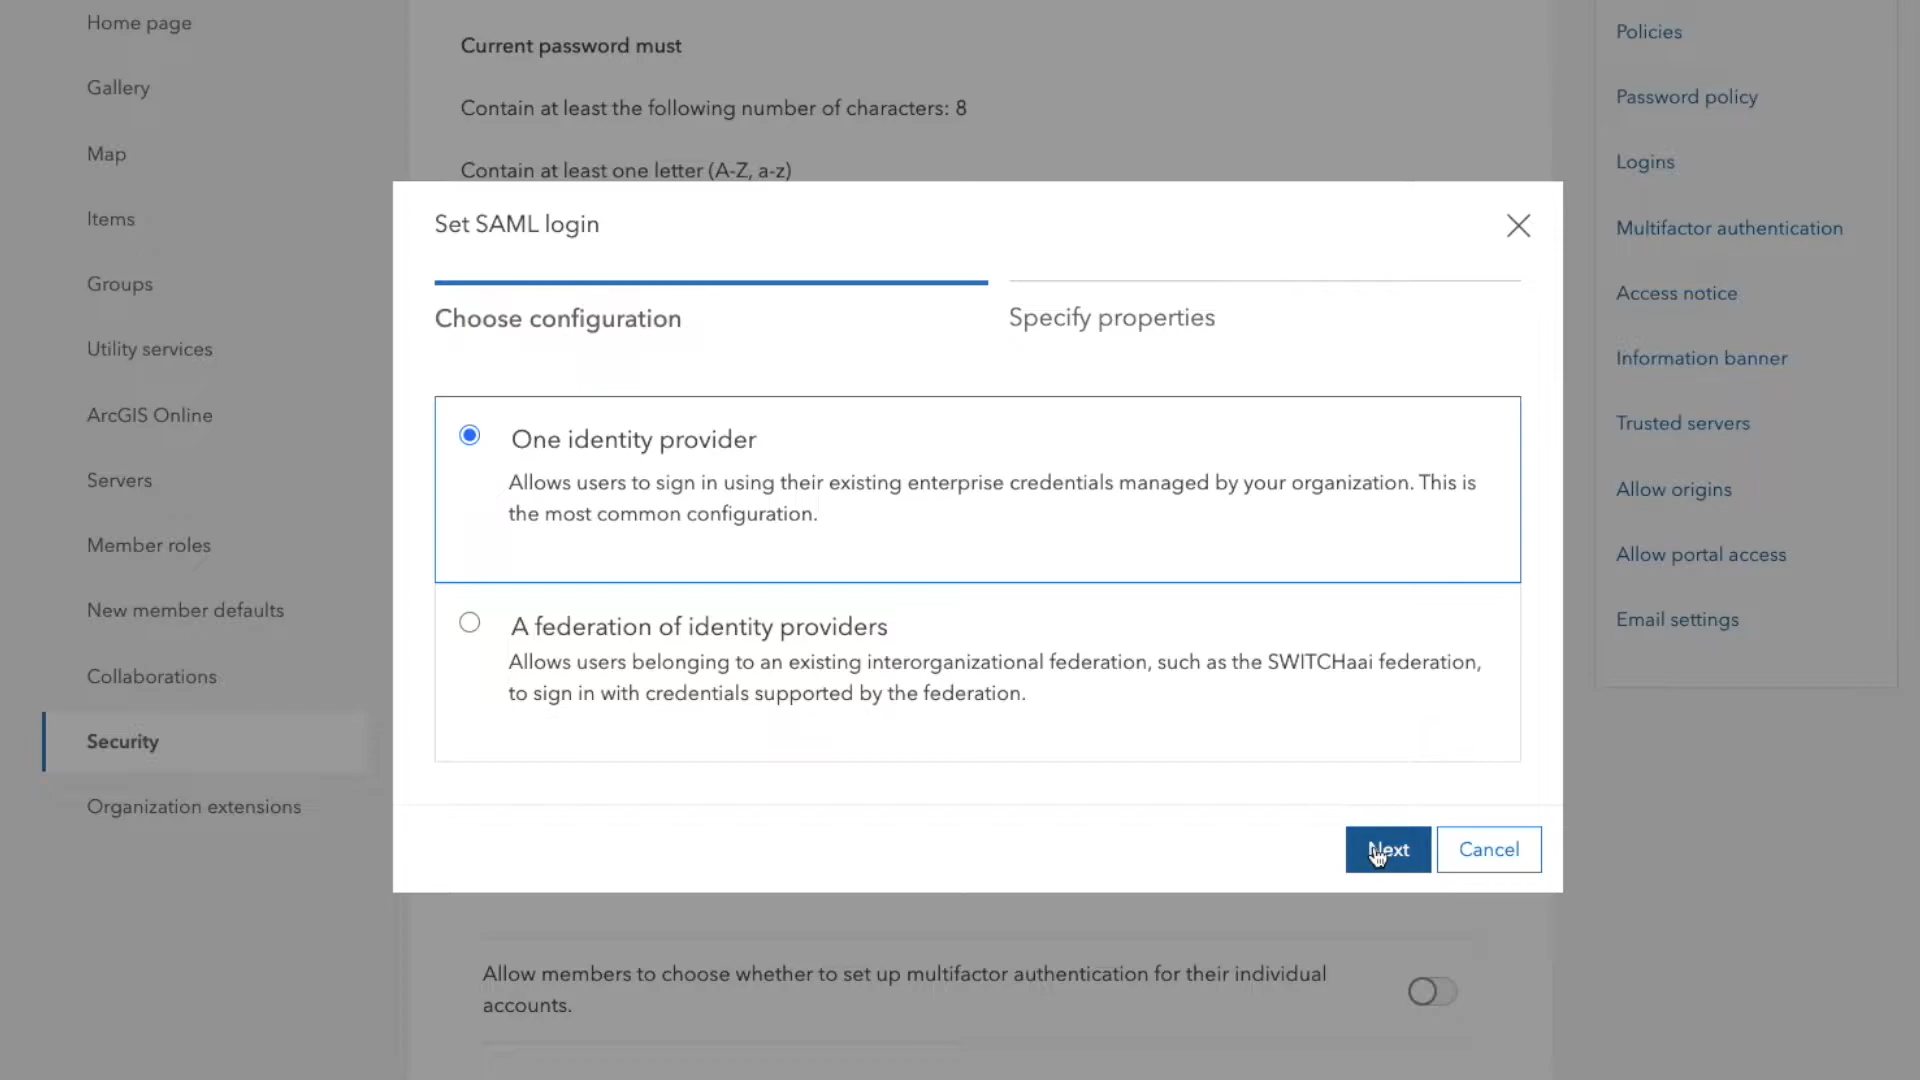 Home page
Gallery
Map
Items
Groups
Utility services
ArcGIS Online
Servers
Member roles
New member defaults
Collaborations
Security
Organization extensions
Current password must
Contain at least the following number of characters: 8
Contain at least one letter (A-Z, a-z)
Set SAML login
Choose configuration
Specify properties
One identity provider
Allows users to sign in using their existing enterprise credentials managed by your organization. This is
the most common configuration.
A federation of identity providers
Allows users belonging to an existing interorganizational federation, such as the SWITCHaai federation,
to sign in with credentials supported by the federation.
Next
Cancel
Allow members to choose whether to set up multifactor authentication for their individual
accounts.
Policies
Password policy
Logins
Multifactor authentication
Access notice
Information banner
Trusted servers
Allow origins
Allow portal access
Email settings